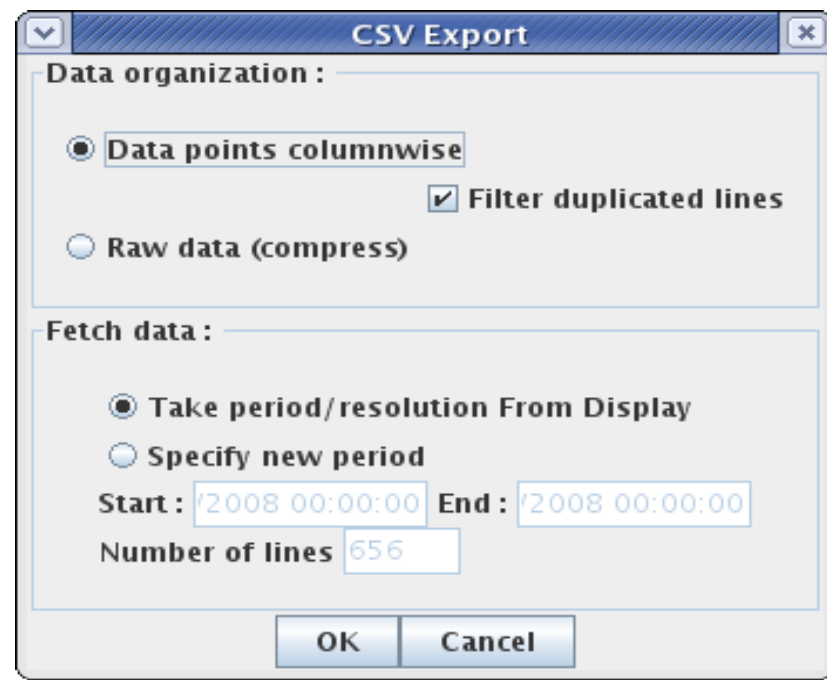 CSV Export
Data organization :
Data points columnwise
Filter duplicated lines
Raw data (compress)
Fetch data :
Take period/resolution From Display
Specify new period
Start : /2008 00:00:00 End : /2008 00:00:00
Number of lines 656
OK Cancel